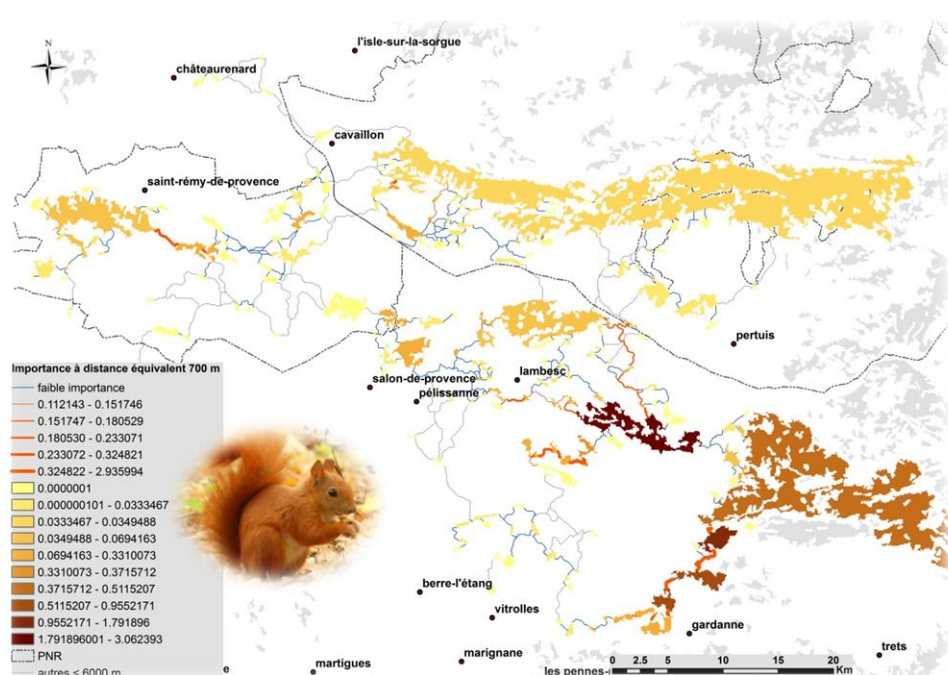 N
l'isle-sur-la-sorgue
châteaurenard
cavaillon
saint-rémy-de-provence
pertuis
Importance à distance équivalent 700 m
faible importance
0.112143 - 0.151746
0.151747 - 0.180529
0.180530 - 0.233071
0.233072 - 0.324821
0.324822 - 2.935994
0.0000001
0.000000101 - 0.0333467
0.0333467 - 0.0349488
0.0349488 - 0.0694163
0.0694163 - 0.3310073
0.3310073 - 0.3715712
0.3715712 - 0.5115207
0.5115207 - 0.9552171
0.9552171 - 1.791896
1.791896001 - 3.062393
PNR
autres < 6000 m
salon-de-provence
lambesc
pélissanne
berre-l'étang
vitrolles
gardanne
trets
marignane
martigues
e
les pennes-
0 2.5 5 10 15 20
Km